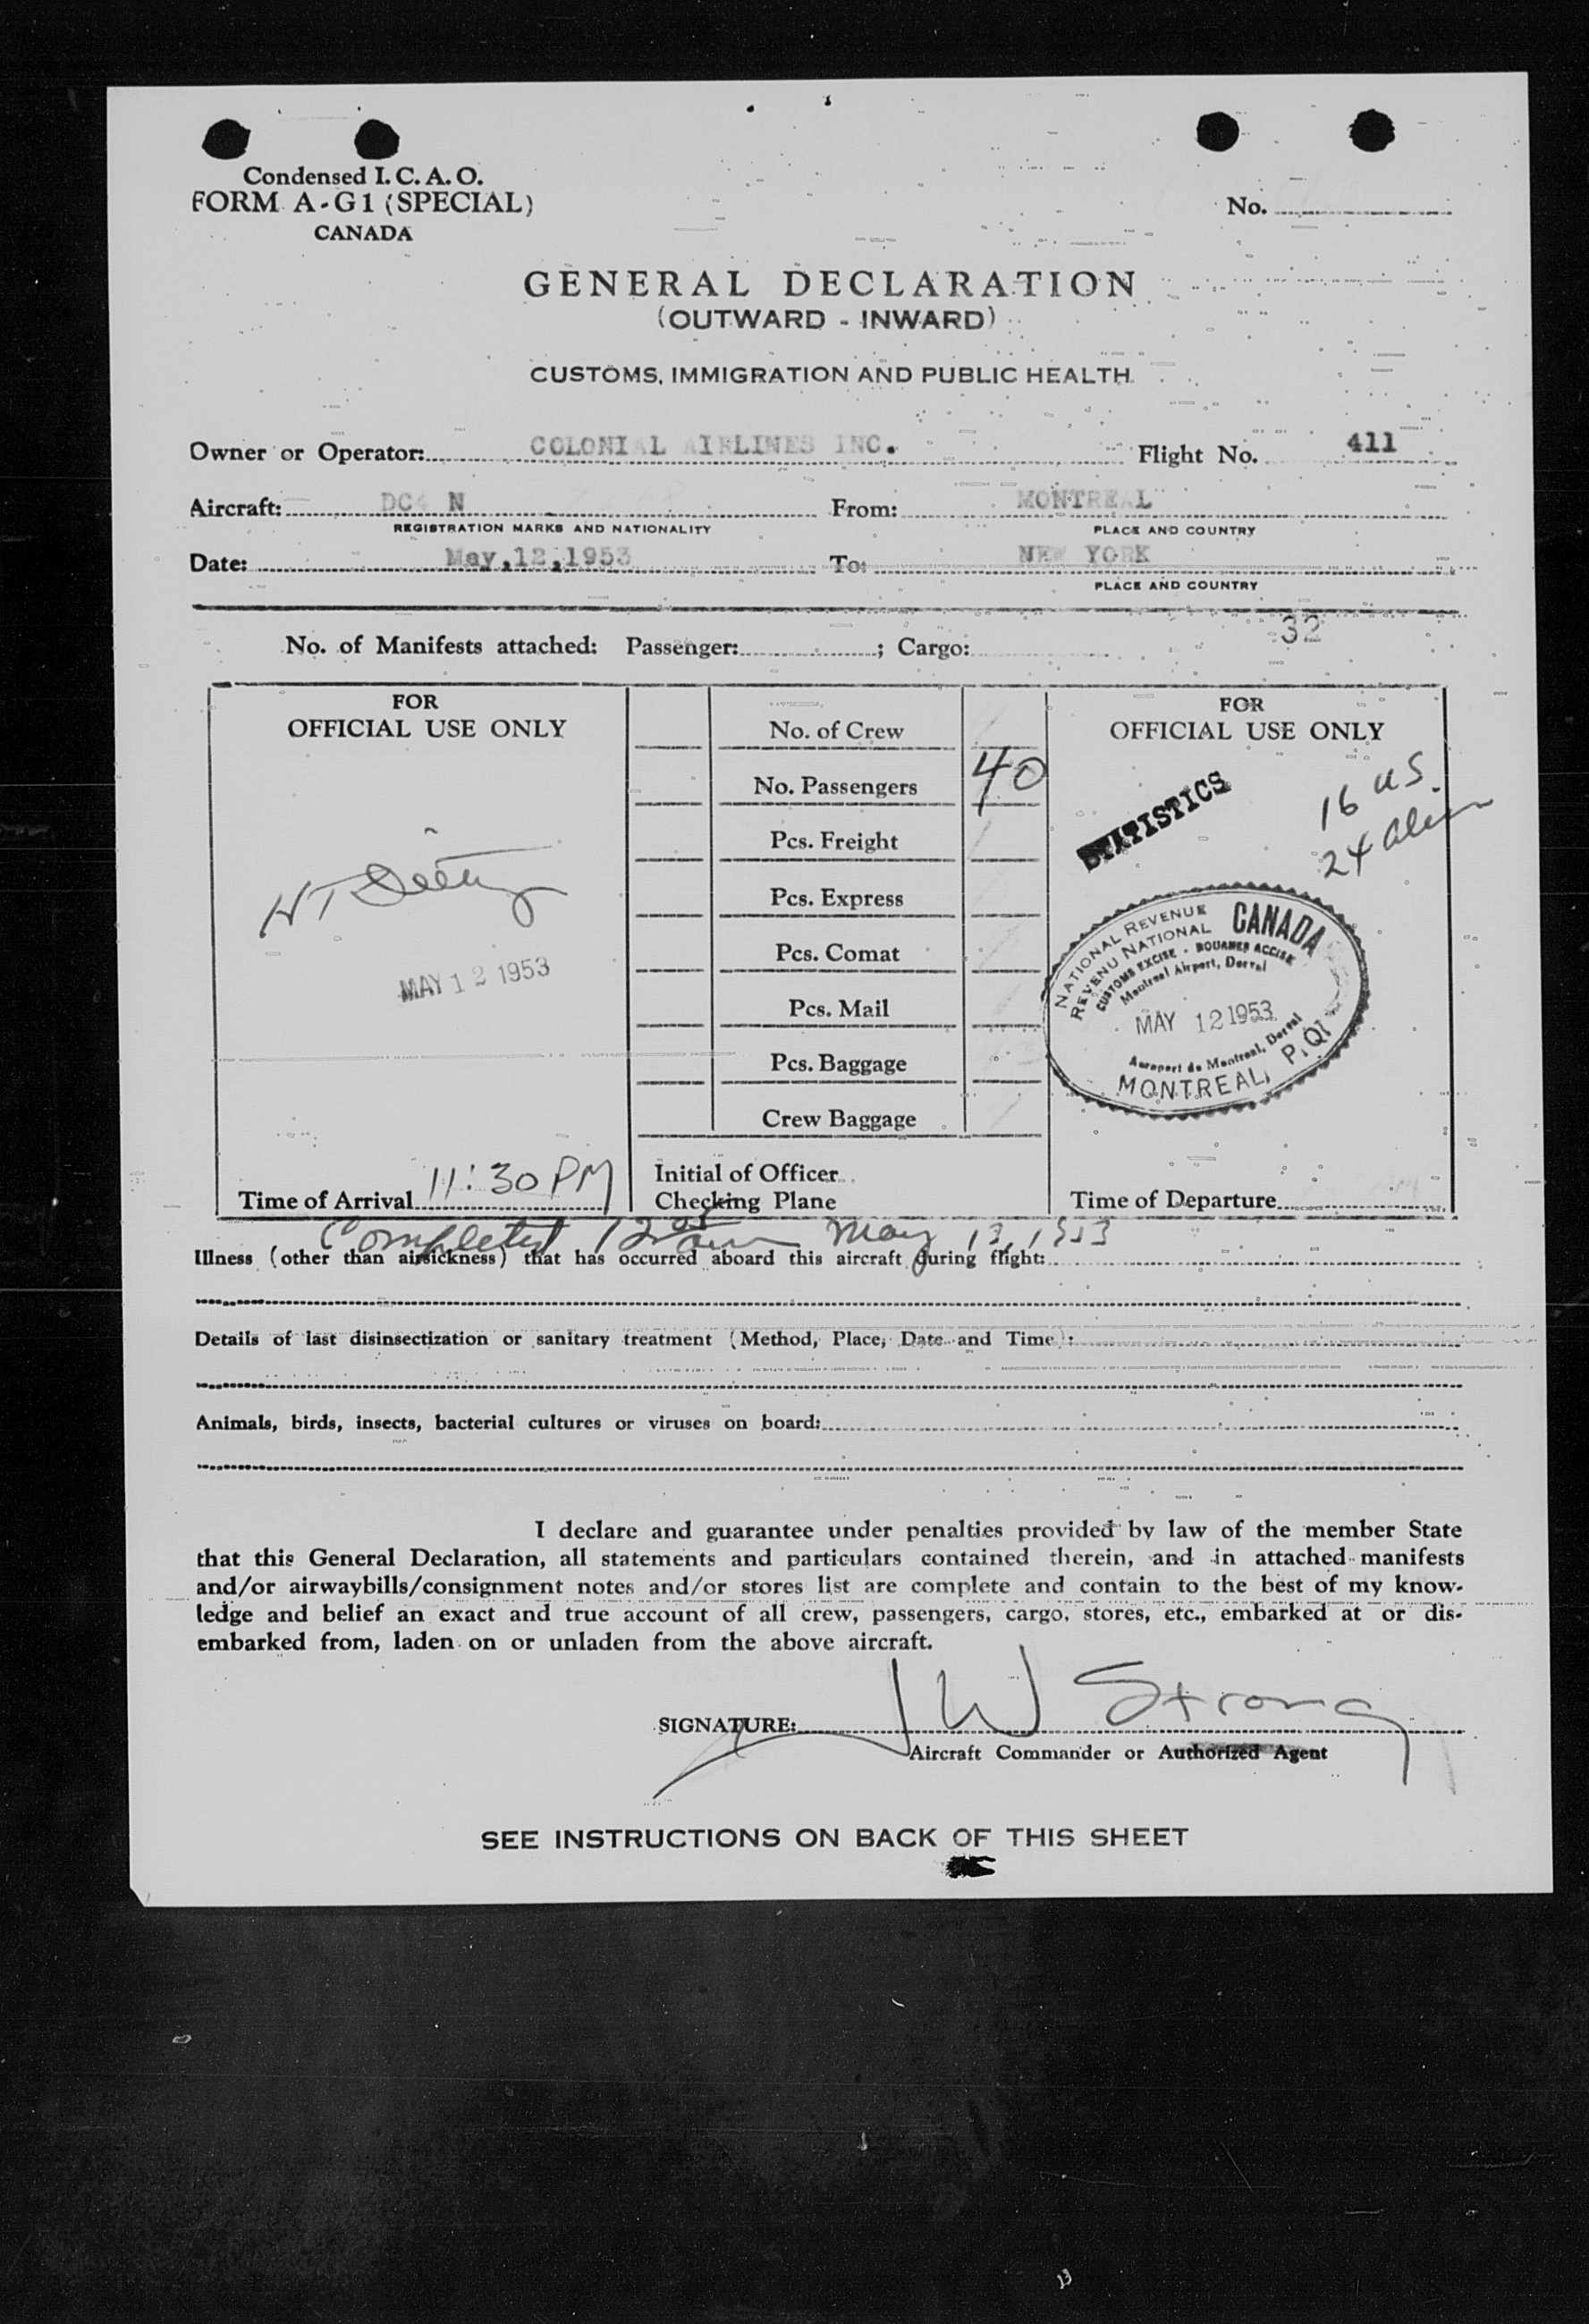 Condensed I. C. A. O.
FORM A-G1 (SPECIAL)
CANADA
No.
GENERAL DECLARATION
(OUTWARD - INWARD)
CUSTOMS, IMMIGRATION AND PUBLIC HEALTH
Owner or Operator: COLONIAL AIRLINES INC. Flight No. 411
Aircraft: DC4 N From: MONTREAL
REGISTRATION MARKS AND NATIONALITY PLACE AND COUNTRY
Date: May,12,1953 To: NEW YORK
PLACE AND COUNTRY
32
No. of Manifests attached: Passenger: ; Cargo:
FOR
OFFICIAL USE ONLY
H T
MAY 12 1953
Time of Arrival 11:30 PM
No. of Crew
No. Passengers 40
Pcs. Freight
Pcs. Express
Pcs. Comat
Pcs. Mail
Pcs. Baggage
Crew Baggage
Initial of Officer
Checking Plane
FOR
OFFICIAL USE ONLY
STATISTICS
16 US.
24 alien
NATIONAL REVENUE CANADA
REVENU NATIONAL
CUSTOMS EXCISE - DOUANES ACCISE
Montreal Airport, Dorval
MAY 12 1953
Aeroport de Montreal, Dorval
MONTREAL, P.Q.
Time of Departure
Completed 12 05 am May 13, 1953
Illness (other than airsickness) that has occurred aboard this aircraft during flight:
Details of last disinsectization or sanitary treatment (Method, Place, Date and Time):
Animals, birds, insects, bacterial cultures or viruses on board:
I declare and guarantee under penalties provided by law of the member State
that this General Declaration, all statements and particulars contained therein, and in attached manifests
and/or airwaybills/consignment notes and/or stores list are complete and contain to the best of my know-
ledge and belief an exact and true account of all crew, passengers, cargo, stores, etc., embarked at or dis-
embarked from, laden on or unladen from the above aircraft.
SIGNATURE: J W Strong
Aircraft Commander or Authorized Agent
SEE INSTRUCTIONS ON BACK OF THIS SHEET